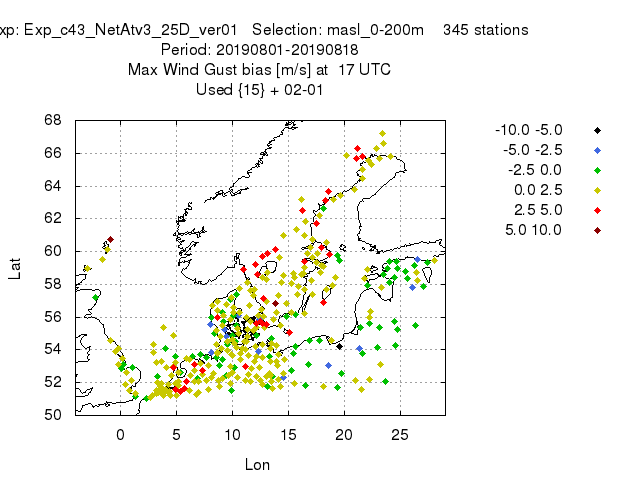 xp: Exp_c43_NetAtv3_25D_ver01 Selection: masl_0-200m 345 stations
Period: 20190801-20190818
Max Wind Gust bias [m/s] at 17 UTC
Used {15} + 02-01
68
66
64
62
60
58
56
54
52
50
Lat
0 5 10 15 20 25
Lon
-10.0 -5.0
-5.0 -2.5
-2.5 0.0
0.0 2.5
2.5 5.0
5.0 10.0